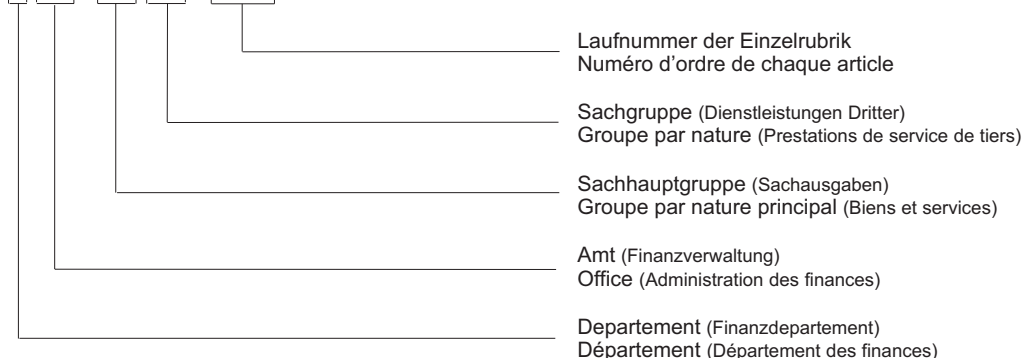 Laufnummer der Einzelrubrik
Numéro d'ordre de chaque article
Sachgruppe (Dienstleistungen Dritter)
Groupe par nature (Prestations de service de tiers)
Sachhauptgruppe (Sachausgaben)
Groupe par nature principal (Biens et services)
Amt (Finanzverwaltung)
Office (Administration des finances)
Departement (Finanzdepartement)
Département (Département des finances)